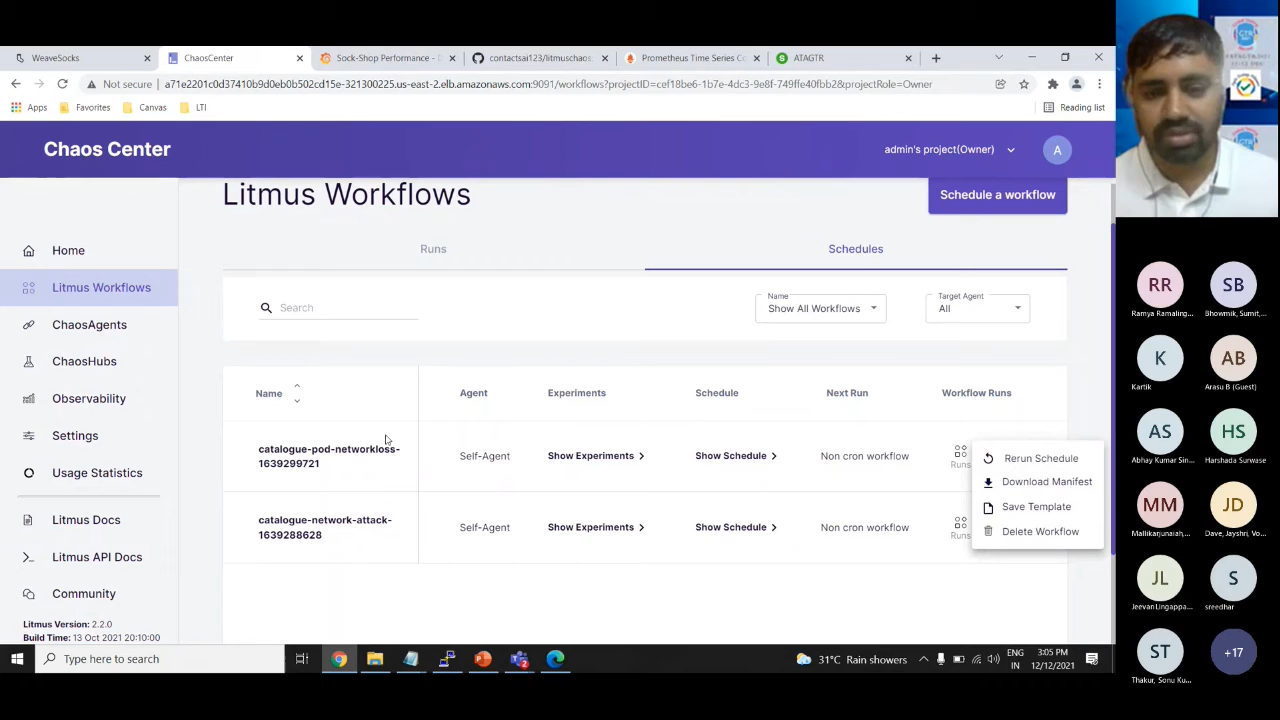 WeaveSocks
ChaosCenter
Sock-Shop Performance -
contactsai123/litmuschaos
Prometheus Time Series Co
ATAGTR
Not secure
a71e2201c0d37410b9d0eb0b502cd15e-321300225.us-east-2.elb.amazonaws.com:9091/workflows?projectID=cef18be6-1b7e-4dc3-9e8f-749ffe40fbb2&projectRole=Owner
Apps
Favorites
Canvas
LTI
Reading list
Chaos Center
admin's project(Owner)
A
Litmus Workflows
Schedule a workflow
Home
Litmus Workflows
ChaosAgents
ChaosHubs
Observability
Settings
Usage Statistics
Litmus Docs
Litmus API Docs
Community
Litmus Version: 2.2.0
Build Time: 13 Oct 2021 20:10:00
Runs
Schedules
Search
Name
Show All Workflows
Target Agent
All
Name
Agent
Experiments
Schedule
Next Run
Workflow Runs
catalogue-pod-networkloss-
1639299721
Self-Agent
Show Experiments
Show Schedule
Non cron workflow
Runs
catalogue-network-attack-
1639288628
Self-Agent
Show Experiments
Show Schedule
Non cron workflow
Runs
Rerun Schedule
Download Manifest
Save Template
Delete Workflow
Type here to search
31°C Rain showers
ENG
IN
3:05 PM
12/12/2021
RR
Ramya Ramaling...
SB
Bhowmik, Sumit,...
K
Kartik
AB
Arasu B (Guest)
AS
Abhay Kumar Sin...
HS
Harshada Surwase
MM
Mallikarjunaiah,...
JD
Dave, Jayshri, Vo...
JL
Jeevan Lingappa...
S
sreedhar
ST
Thakur, Sonu Ku...
+17